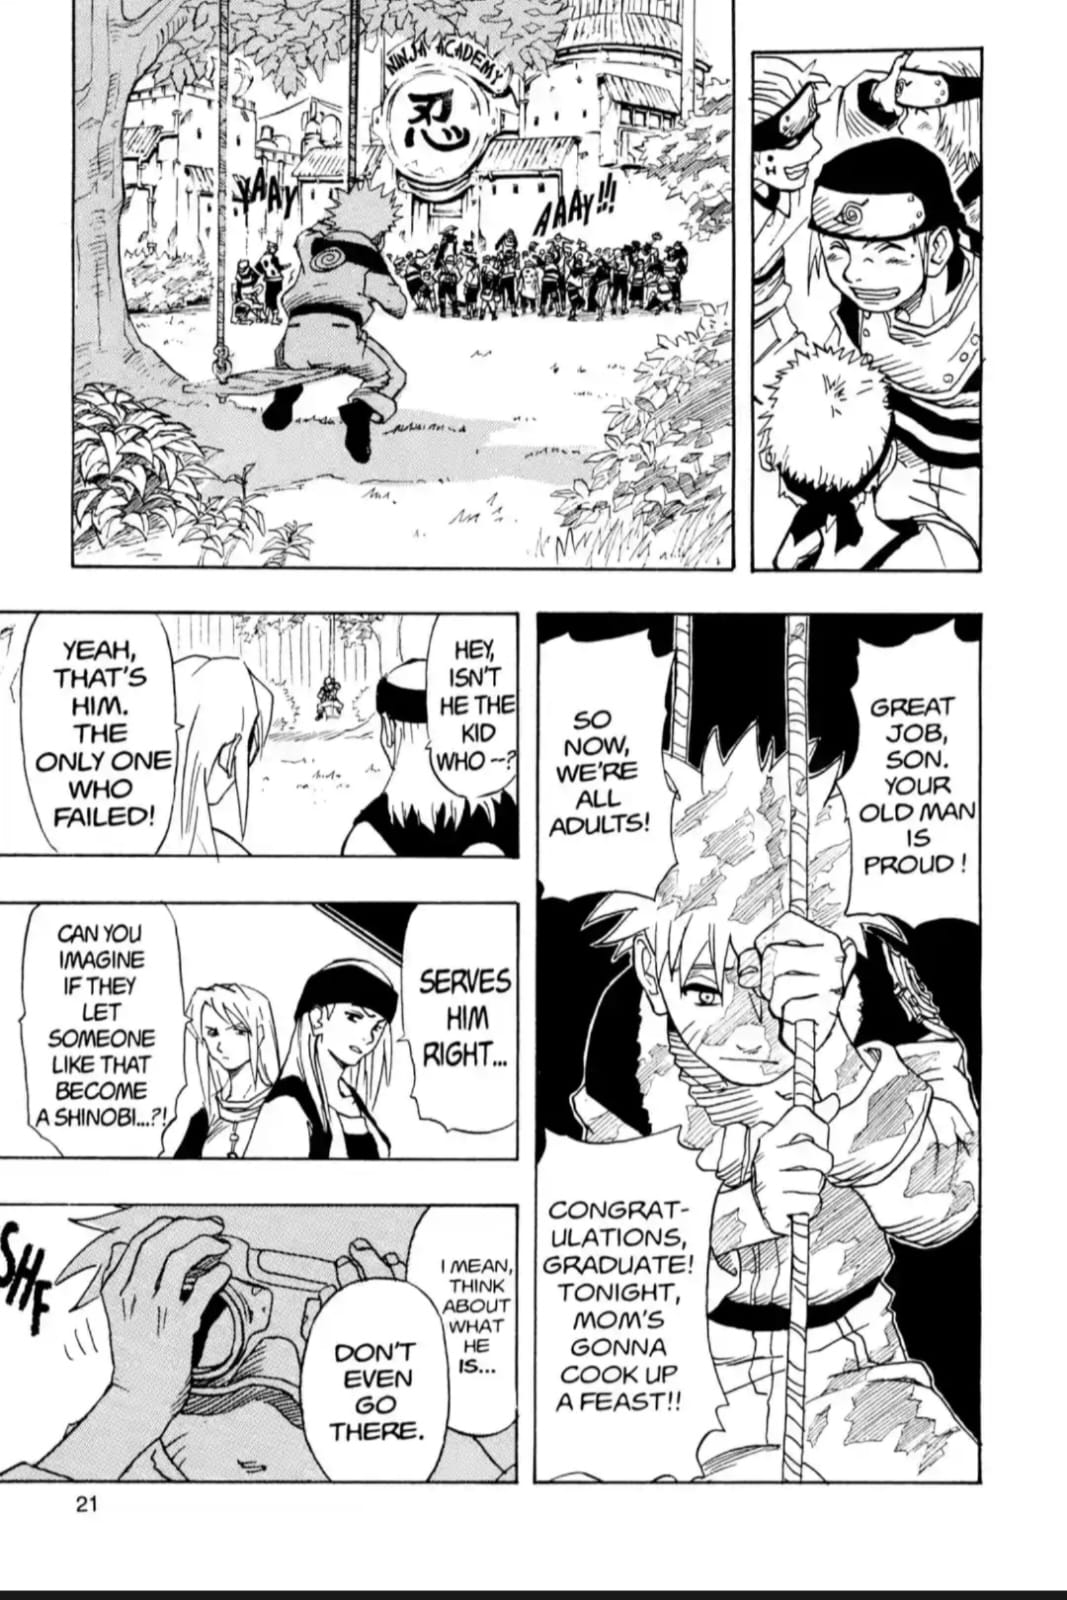 NINJA ACADEMY
忍
YAAY
AAAY!!!
GREAT
JOB,
SON.
YOUR
OLD MAN
IS
PROUD!
SO
NOW,
WE'RE
ALL
ADULTS!
CONGRAT-
ULATIONS,
GRADUATE!
TONIGHT,
MOM'S
GONNA
COOK UP
A FEAST!!
HEY,
ISN'T
HE THE
KID
WHO--?
YEAH,
THAT'S
HIM.
THE
ONLY ONE
WHO
FAILED!
SERVES
HIM
RIGHT...
CAN YOU
IMAGINE
IF THEY
LET
SOMEONE
LIKE THAT
BECOME
A SHINOBI...?!
I MEAN,
THINK
ABOUT
WHAT
HE
IS...
DON'T
EVEN
GO
THERE.
SHF
21